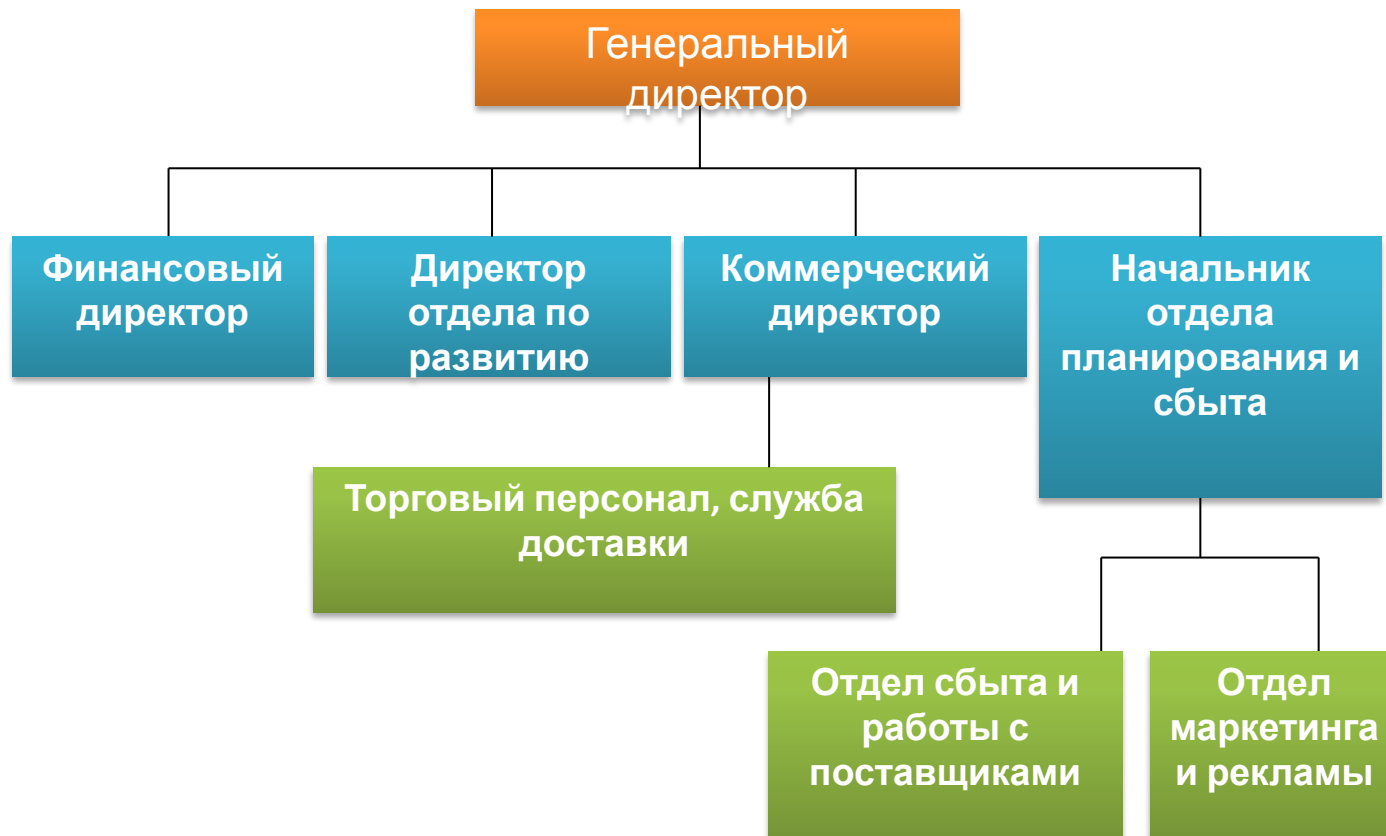 Генеральный
директор
Финансовый
директор
Директор
отдела по
развитию
Коммерческий
директор
Начальник
отдела
планирования и
сбыта
Торговый персонал, служба
доставки
Отдел сбыта и
работы с
поставщиками
Отдел
маркетинга
и рекламы